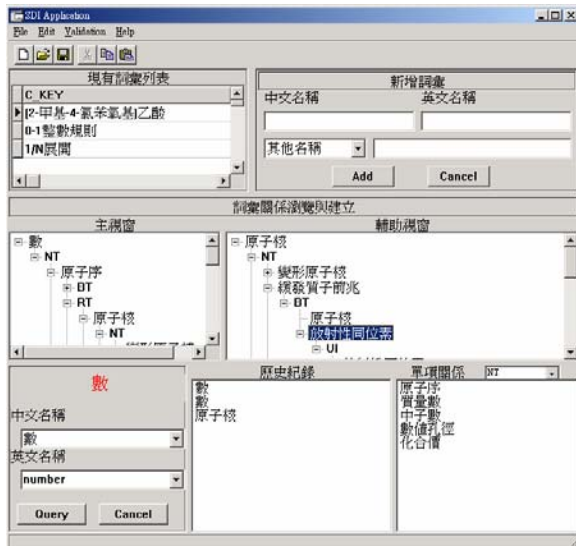 SDI Application
File Edit Validation Help
現有詞彙列表
C_KEY
[2-甲基-4-氯苯氧基]乙酸
0-1整數規則
1/N展開
新增詞彙
中文名稱 英文名稱
其他名稱
Add Cancel
詞彙關係瀏覽與建立
主視窗
數
NT
原子序
BT
RT
原子核
NT
輔助視窗
原子核
NT
變形原子核
緩發質子前兆
BT
原子核
放射性同位素
UI
數
中文名稱
數
英文名稱
number
Query Cancel
歷史紀錄
數
數
原子核
單項關係 NT
原子序
質量數
中子數
數值孔徑
化合價